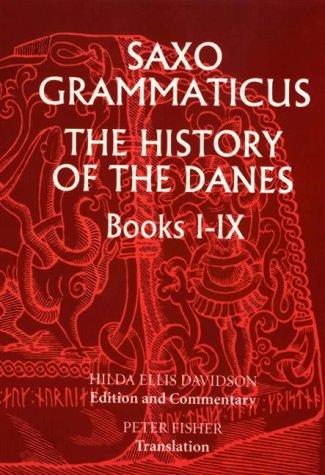 SAXO
GRAMMATICUS
THE HISTORY
OF THE DANES
Books I-IX
HILDA ELLIS DAVIDSON
Edition and Commentary
PETER FISHER
Translation